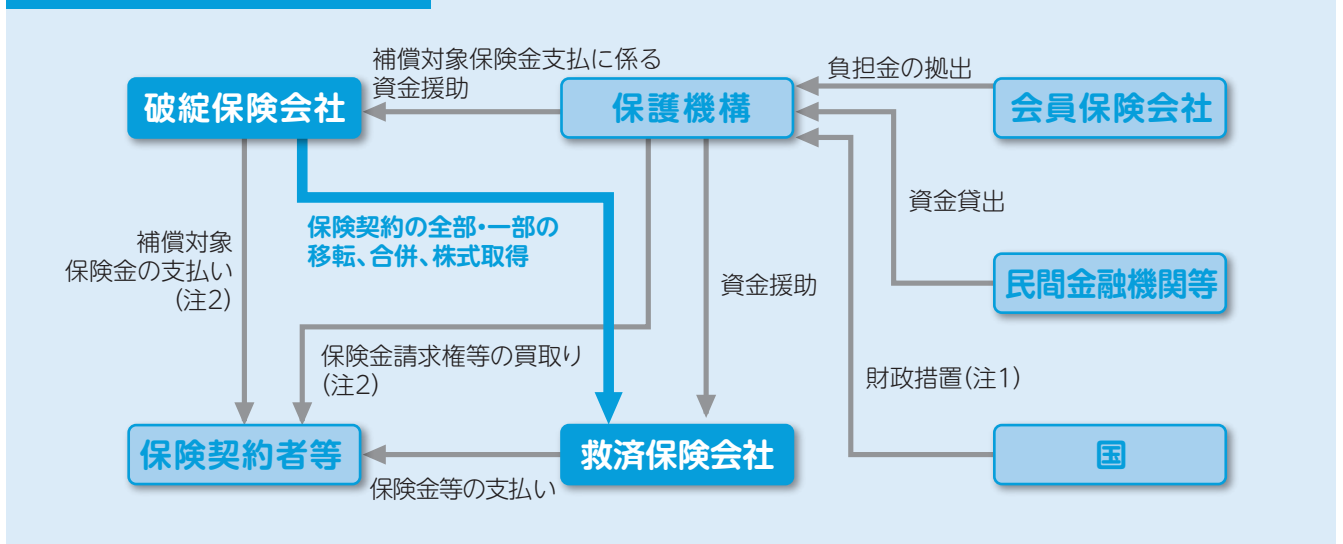 補償対象保険金支払に係る
資金援助
負担金の拠出
破綻保険会社
保護機構
会員保険会社
資金貸出
保険契約の全部・一部の
移転、合併、株式取得
補償対象
保険金の支払い
(注2)
民間金融機関等
資金援助
保険金請求権等の買取り
(注2)
財政措置(注1)
保険契約者等
救済保険会社
国
保険金等の支払い